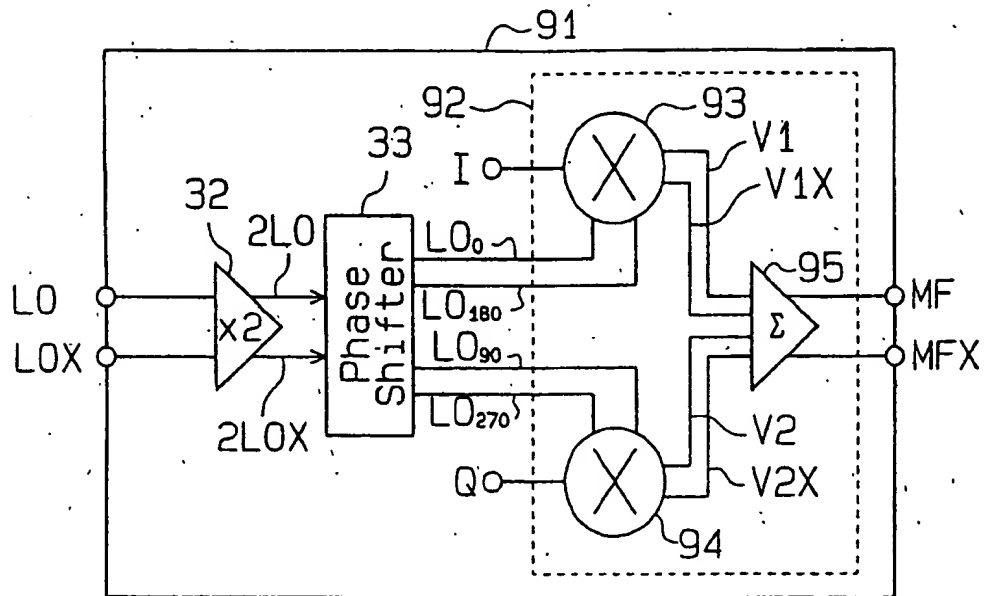 91
92
93
33
V1
I
V1X
32
2LO
LO0
95
LO
MF
LO180
x2
Phase Shifter
Σ
LOX
LO90
MFX
LO270
V2
2LOX
Q
V2X
94